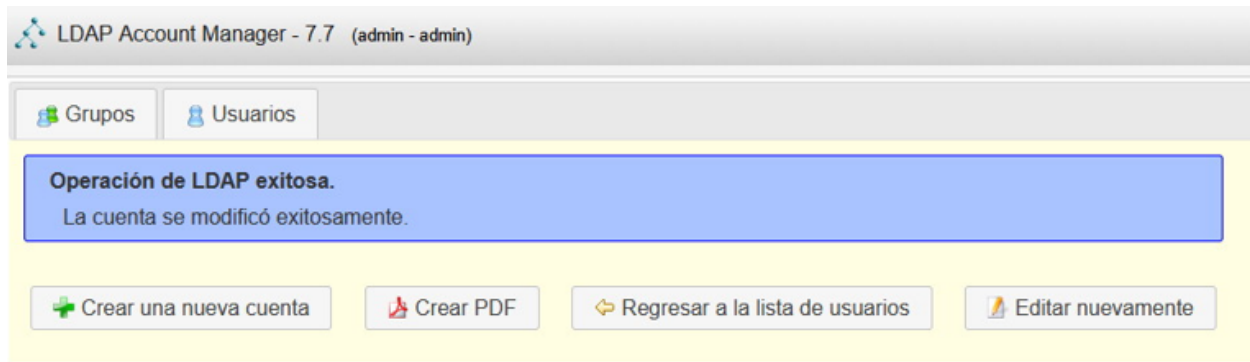 LDAP Account Manager - 7.7 (admin - admin)
Grupos Usuarios
Operación de LDAP exitosa.
La cuenta se modificó exitosamente.
Crear una nueva cuenta Crear PDF Regresar a la lista de usuarios Editar nuevamente